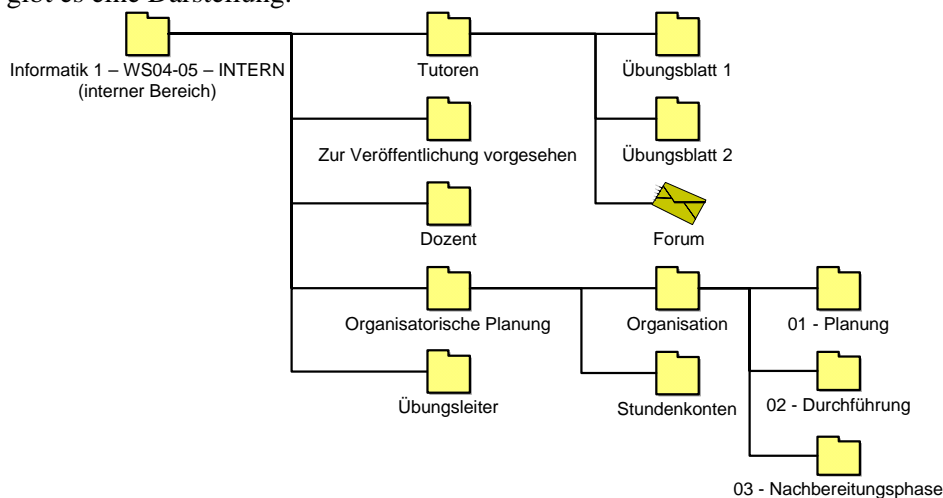 gibt es eine Darstellung:
Informatik 1 – WS04-05 – INTERN
(interner Bereich)
Tutoren
Übungsblatt 1
Zur Veröffentlichung vorgesehen
Übungsblatt 2
Dozent
Forum
Organisatorische Planung
Organisation
01 - Planung
Übungsleiter
Stundenkonten
02 - Durchführung
03 - Nachbereitungsphase